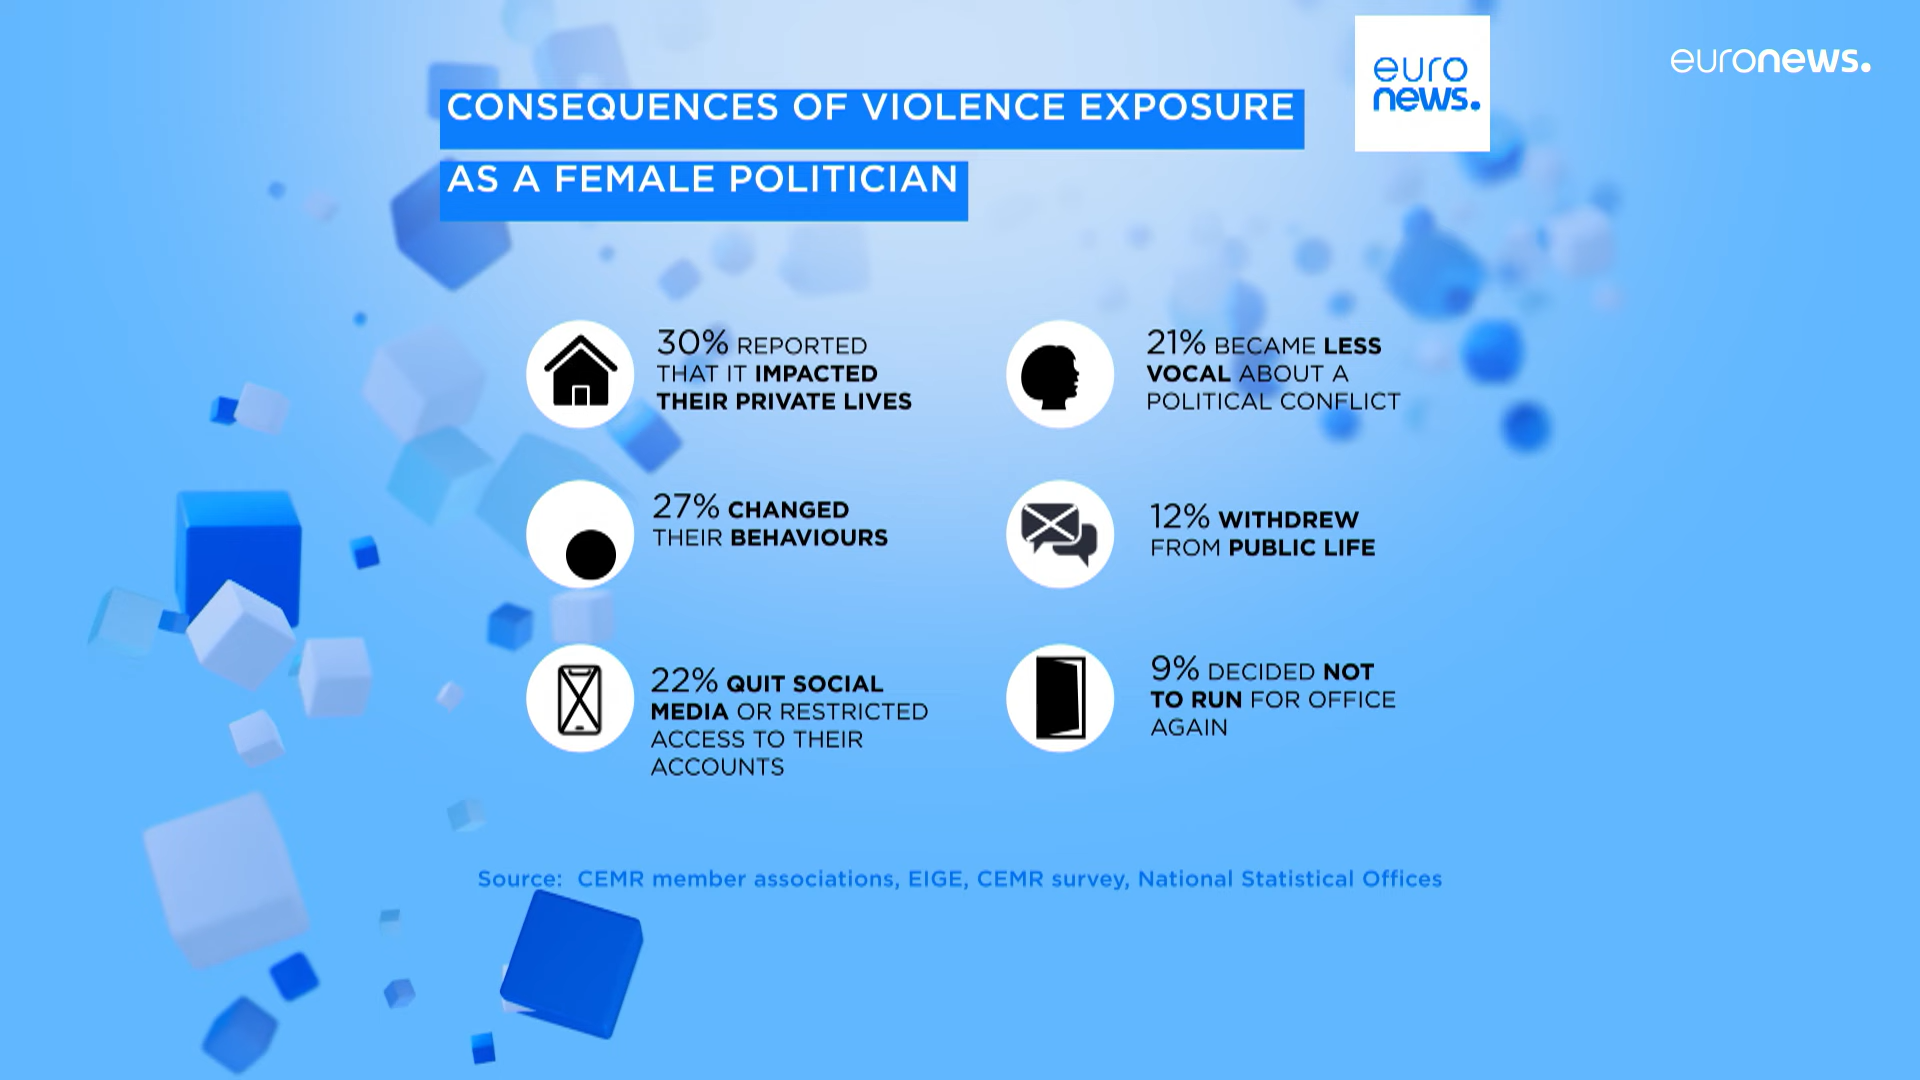 CONSEQUENCES OF VIOLENCE EXPOSURE
AS A FEMALE POLITICIAN
euro
news.
euronews.
30% REPORTED
THAT IT IMPACTED
THEIR PRIVATE LIVES
27% CHANGED
THEIR BEHAVIOURS
22% QUIT SOCIAL
MEDIA OR RESTRICTED
ACCESS TO THEIR
ACCOUNTS
21% BECAME LESS
VOCAL ABOUT A
POLITICAL CONFLICT
12% WITHDREW
FROM PUBLIC LIFE
9% DECIDED NOT
TO RUN FOR OFFICE
AGAIN
Source: CEMR member associations, EIGE, CEMR survey, National Statistical Offices